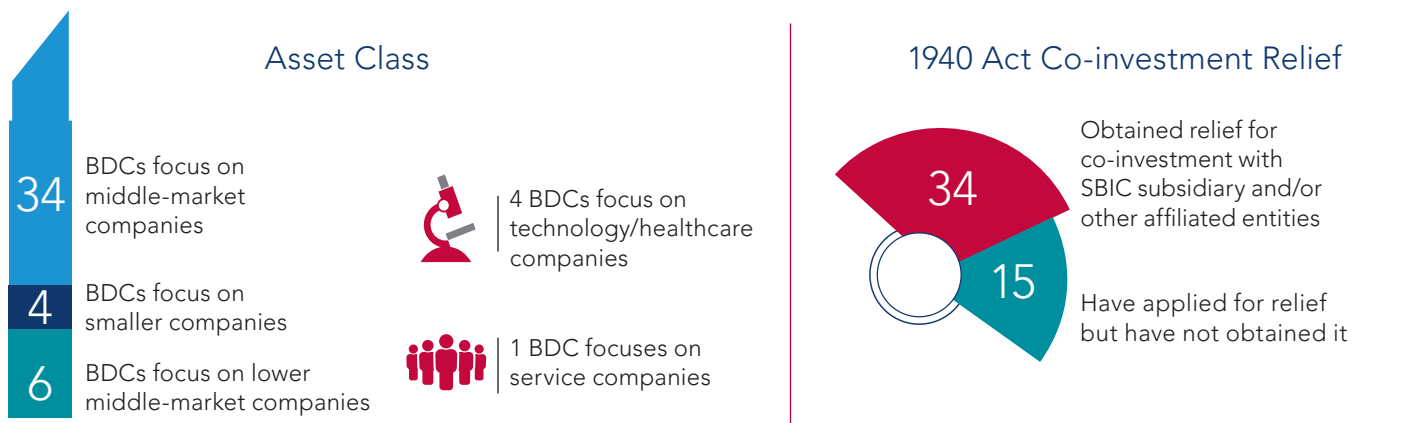 Asset Class
34
BDCs focus on
middle-market
companies
4
BDCs focus on
smaller companies
6
BDCs focus on lower
middle-market companies
4 BDCs focus on
technology/healthcare
companies
1 BDC focuses on
service companies
1940 Act Co-investment Relief
34
Obtained relief for
co-investment with
SBIC subsidiary and/or
other affiliated entities
15
Have applied for relief
but have not obtained it